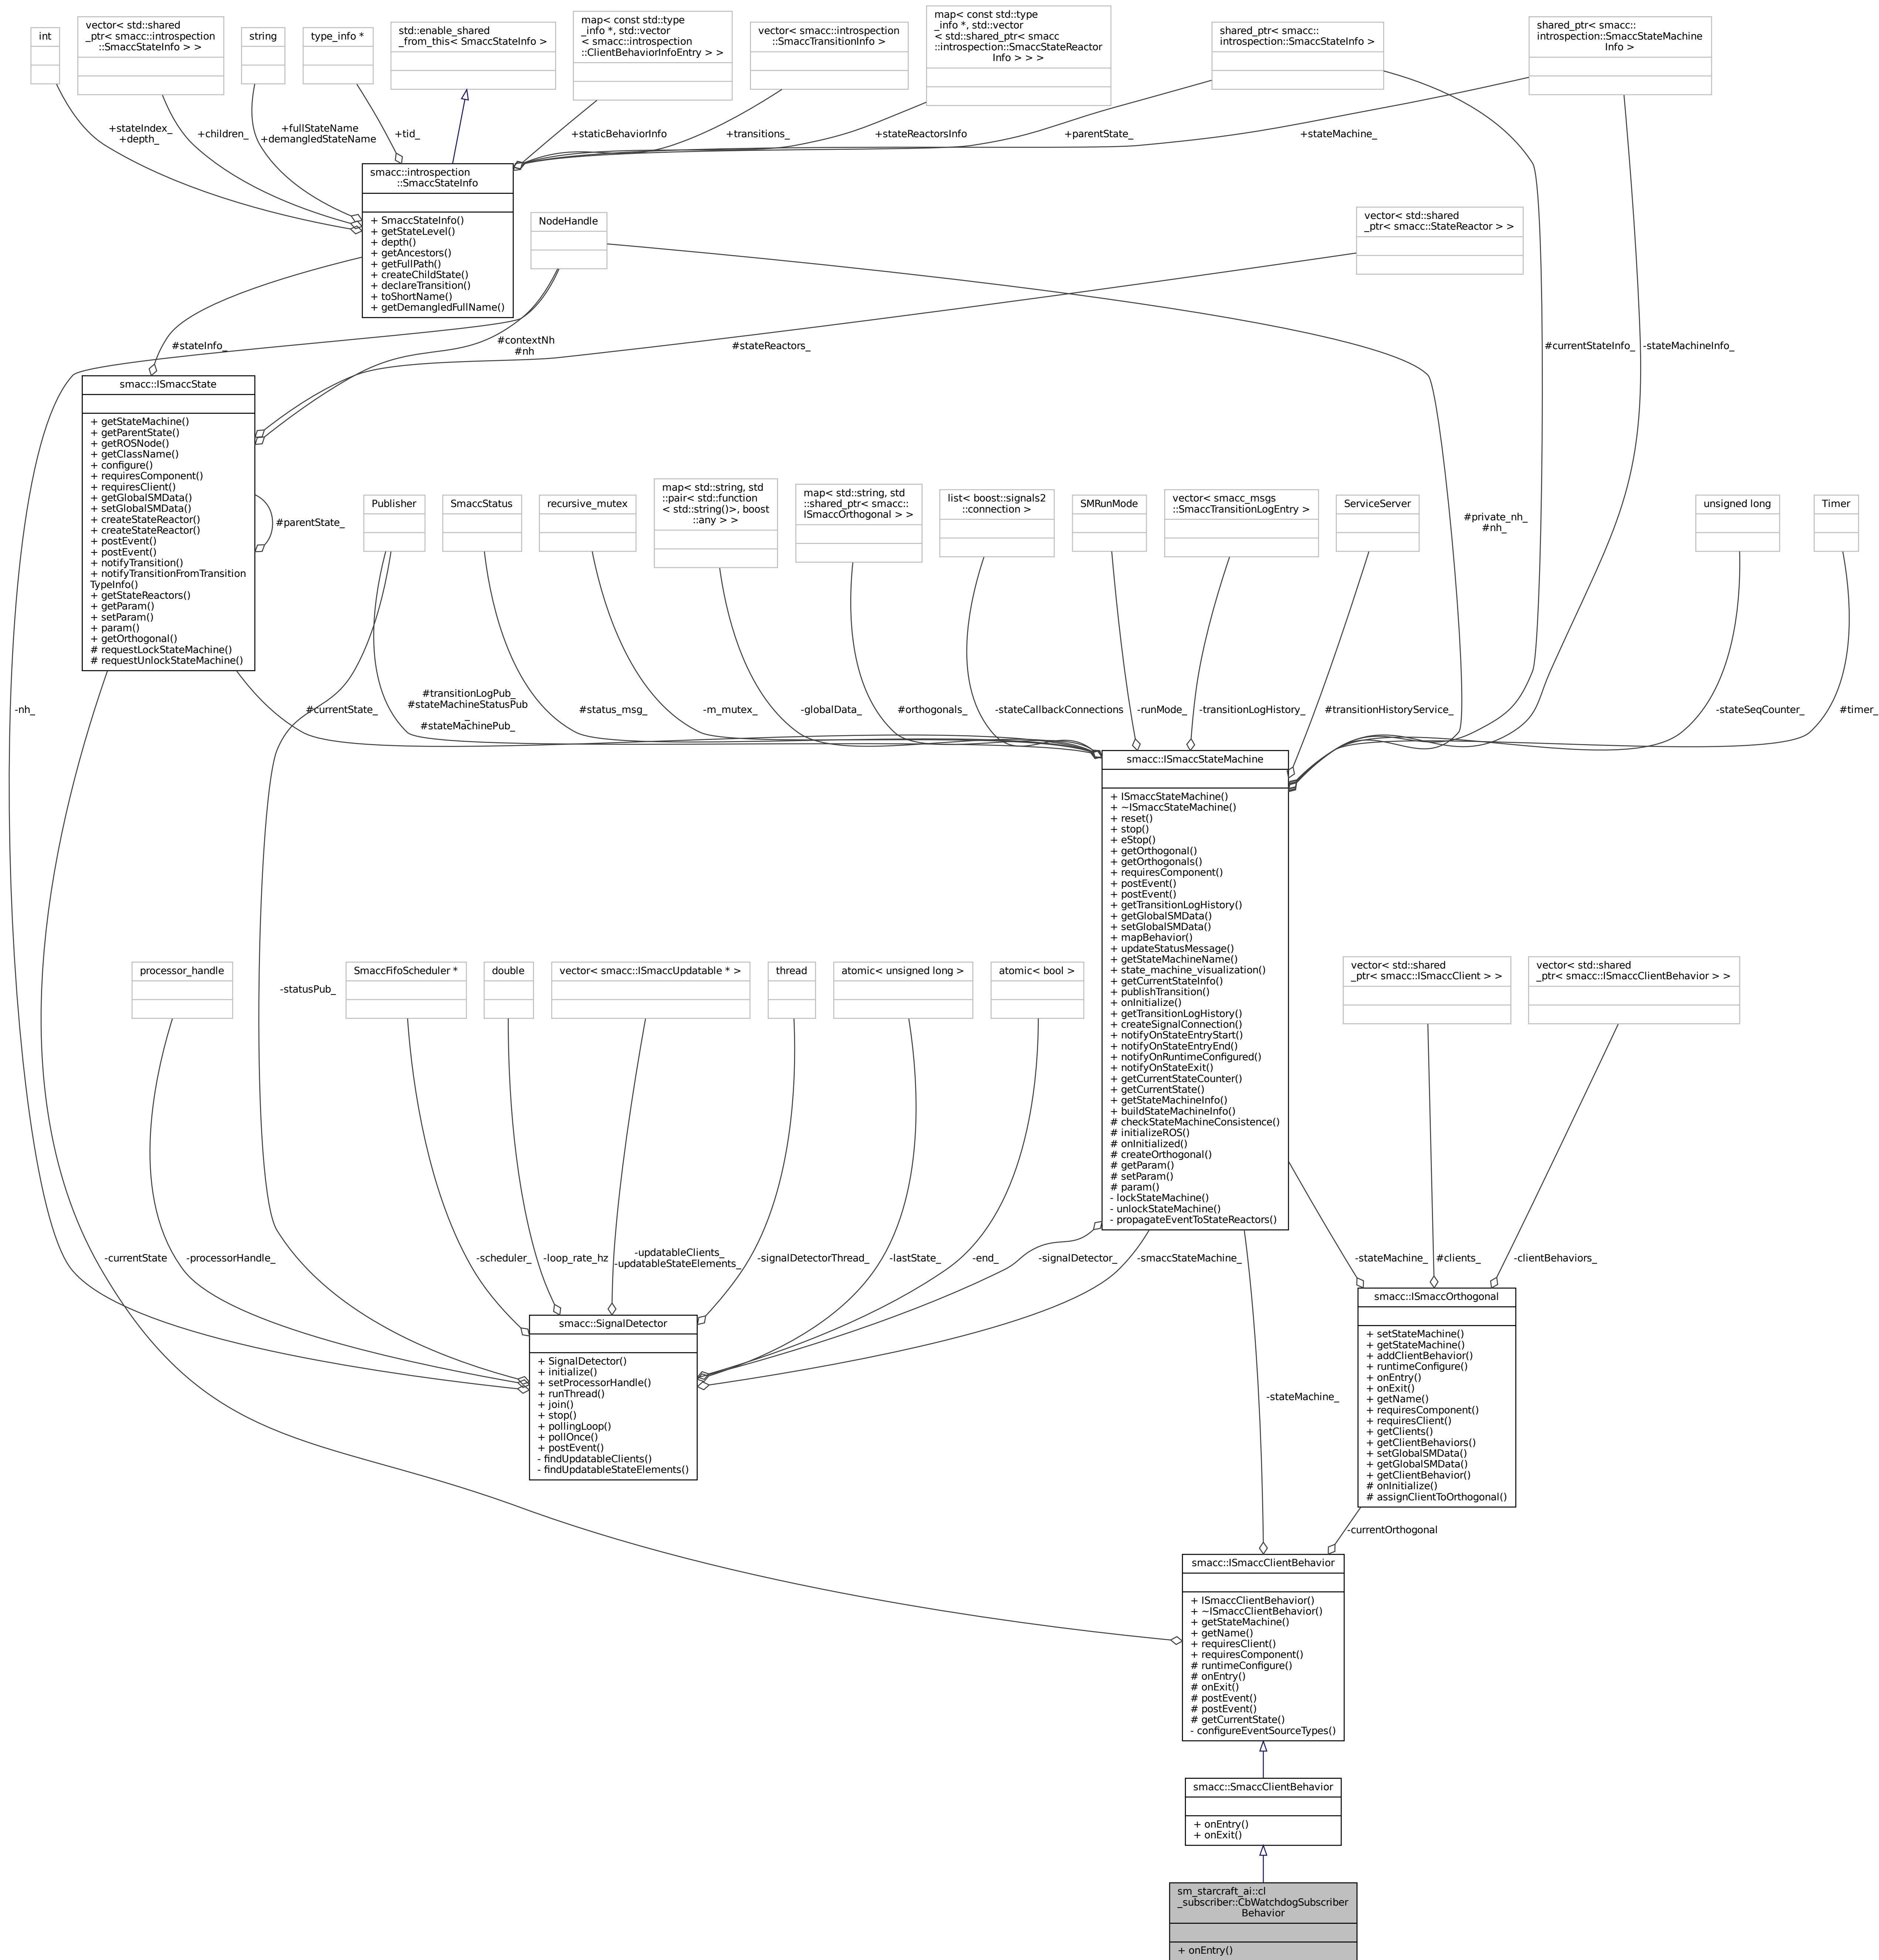 int
vector< std::shared
_ptr< smacc::introspection
::SmaccStateInfo > >
string
type_info *
std::enable_shared
_from_this< SmaccStateInfo >
map< const std::type
_info *, std::vector
< smacc::introspection
::ClientBehaviorInfoEntry > >
vector< smacc::introspection
::SmaccTransitionInfo >
map< const std::type
_info *, std::vector
< std::shared_ptr< smacc
::introspection::SmaccStateReactor
Info > > >
shared_ptr< smacc::
introspection::SmaccStateInfo >
shared_ptr< smacc::
introspection::SmaccStateMachine
Info >
+stateIndex_
+depth_
+children_
+fullStateName
+demangledStateName
+tid_
+staticBehaviorInfo
+transitions_
+stateReactorsInfo
+parentState_
+stateMachine_
smacc::introspection
::SmaccStateInfo
+ SmaccStateInfo()
+ getStateLevel()
+ depth()
+ getAncestors()
+ getFullPath()
+ createChildState()
+ declareTransition()
+ toShortName()
+ getDemangledFullName()
NodeHandle
vector< std::shared
_ptr< smacc::StateReactor > >
#stateInfo_
#contextNh
#nh
#stateReactors_
#currentStateInfo_
-stateMachineInfo_
smacc::ISmaccState
+ getStateMachine()
+ getParentState()
+ getROSNode()
+ getClassName()
+ configure()
+ requiresComponent()
+ requiresClient()
+ getGlobalSMData()
+ setGlobalSMData()
+ createStateReactor()
+ createStateReactor()
+ postEvent()
+ postEvent()
+ notifyTransition()
+ notifyTransitionFromTransition
TypeInfo()
+ getStateReactors()
+ getParam()
+ setParam()
+ param()
+ getOrthogonal()
# requestLockStateMachine()
# requestUnlockStateMachine()
#parentState_
Publisher
SmaccStatus
recursive_mutex
map< std::string, std
::pair< std::function
< std::string()>, boost
::any > >
map< std::string, std
::shared_ptr< smacc::
ISmaccOrthogonal > >
list< boost::signals2
::connection >
SMRunMode
vector< smacc_msgs
::SmaccTransitionLogEntry >
ServiceServer
#private_nh_
#nh_
unsigned long
Timer
-nh_
#currentState_
#transitionLogPub_
#stateMachineStatusPub
_
#stateMachinePub_
#status_msg_
-m_mutex_
-globalData_
#orthogonals_
-stateCallbackConnections
-runMode_
-transitionLogHistory_
#transitionHistoryService_
-stateSeqCounter_
#timer_
smacc::ISmaccStateMachine
+ ISmaccStateMachine()
+ ~ISmaccStateMachine()
+ reset()
+ stop()
+ eStop()
+ getOrthogonal()
+ getOrthogonals()
+ requiresComponent()
+ postEvent()
+ postEvent()
+ getTransitionLogHistory()
+ getGlobalSMData()
+ setGlobalSMData()
+ mapBehavior()
+ updateStatusMessage()
+ getStateMachineName()
+ state_machine_visualization()
+ getCurrentStateInfo()
+ publishTransition()
+ onInitialize()
+ getTransitionLogHistory()
+ createSignalConnection()
+ notifyOnStateEntryStart()
+ notifyOnStateEntryEnd()
+ notifyOnRuntimeConfigured()
+ notifyOnStateExit()
+ getCurrentStateCounter()
+ getCurrentState()
+ getStateMachineInfo()
+ buildStateMachineInfo()
# checkStateMachineConsistence()
# initializeROS()
# onInitialized()
# createOrthogonal()
# getParam()
# setParam()
# param()
- lockStateMachine()
- unlockStateMachine()
- propagateEventToStateReactors()
processor_handle
-statusPub_
SmaccFifoScheduler *
double
vector< smacc::ISmaccUpdatable * >
thread
atomic< unsigned long >
atomic< bool >
vector< std::shared
_ptr< smacc::ISmaccClient > >
vector< std::shared
_ptr< smacc::ISmaccClientBehavior > >
-currentState
-processorHandle_
-scheduler_
-loop_rate_hz
-updatableClients_
-updatableStateElements_
-signalDetectorThread_
-lastState_
-end_
-signalDetector_
-smaccStateMachine_
-stateMachine_
#clients_
-clientBehaviors_
smacc::SignalDetector
+ SignalDetector()
+ initialize()
+ setProcessorHandle()
+ runThread()
+ join()
+ stop()
+ pollingLoop()
+ pollOnce()
+ postEvent()
- findUpdatableClients()
- findUpdatableStateElements()
-stateMachine_
smacc::ISmaccOrthogonal
+ setStateMachine()
+ getStateMachine()
+ addClientBehavior()
+ runtimeConfigure()
+ onEntry()
+ onExit()
+ getName()
+ requiresComponent()
+ requiresClient()
+ getClients()
+ getClientBehaviors()
+ setGlobalSMData()
+ getGlobalSMData()
+ getClientBehavior()
# onInitialize()
# assignClientToOrthogonal()
-currentOrthogonal
smacc::ISmaccClientBehavior
+ ISmaccClientBehavior()
+ ~ISmaccClientBehavior()
+ getStateMachine()
+ getName()
+ requiresClient()
+ requiresComponent()
# runtimeConfigure()
# onEntry()
# onExit()
# postEvent()
# postEvent()
# getCurrentState()
- configureEventSourceTypes()
smacc::SmaccClientBehavior
+ onEntry()
+ onExit()
sm_starcraft_ai::cl
_subscriber::CbWatchdogSubscriber
Behavior
+ onEntry()